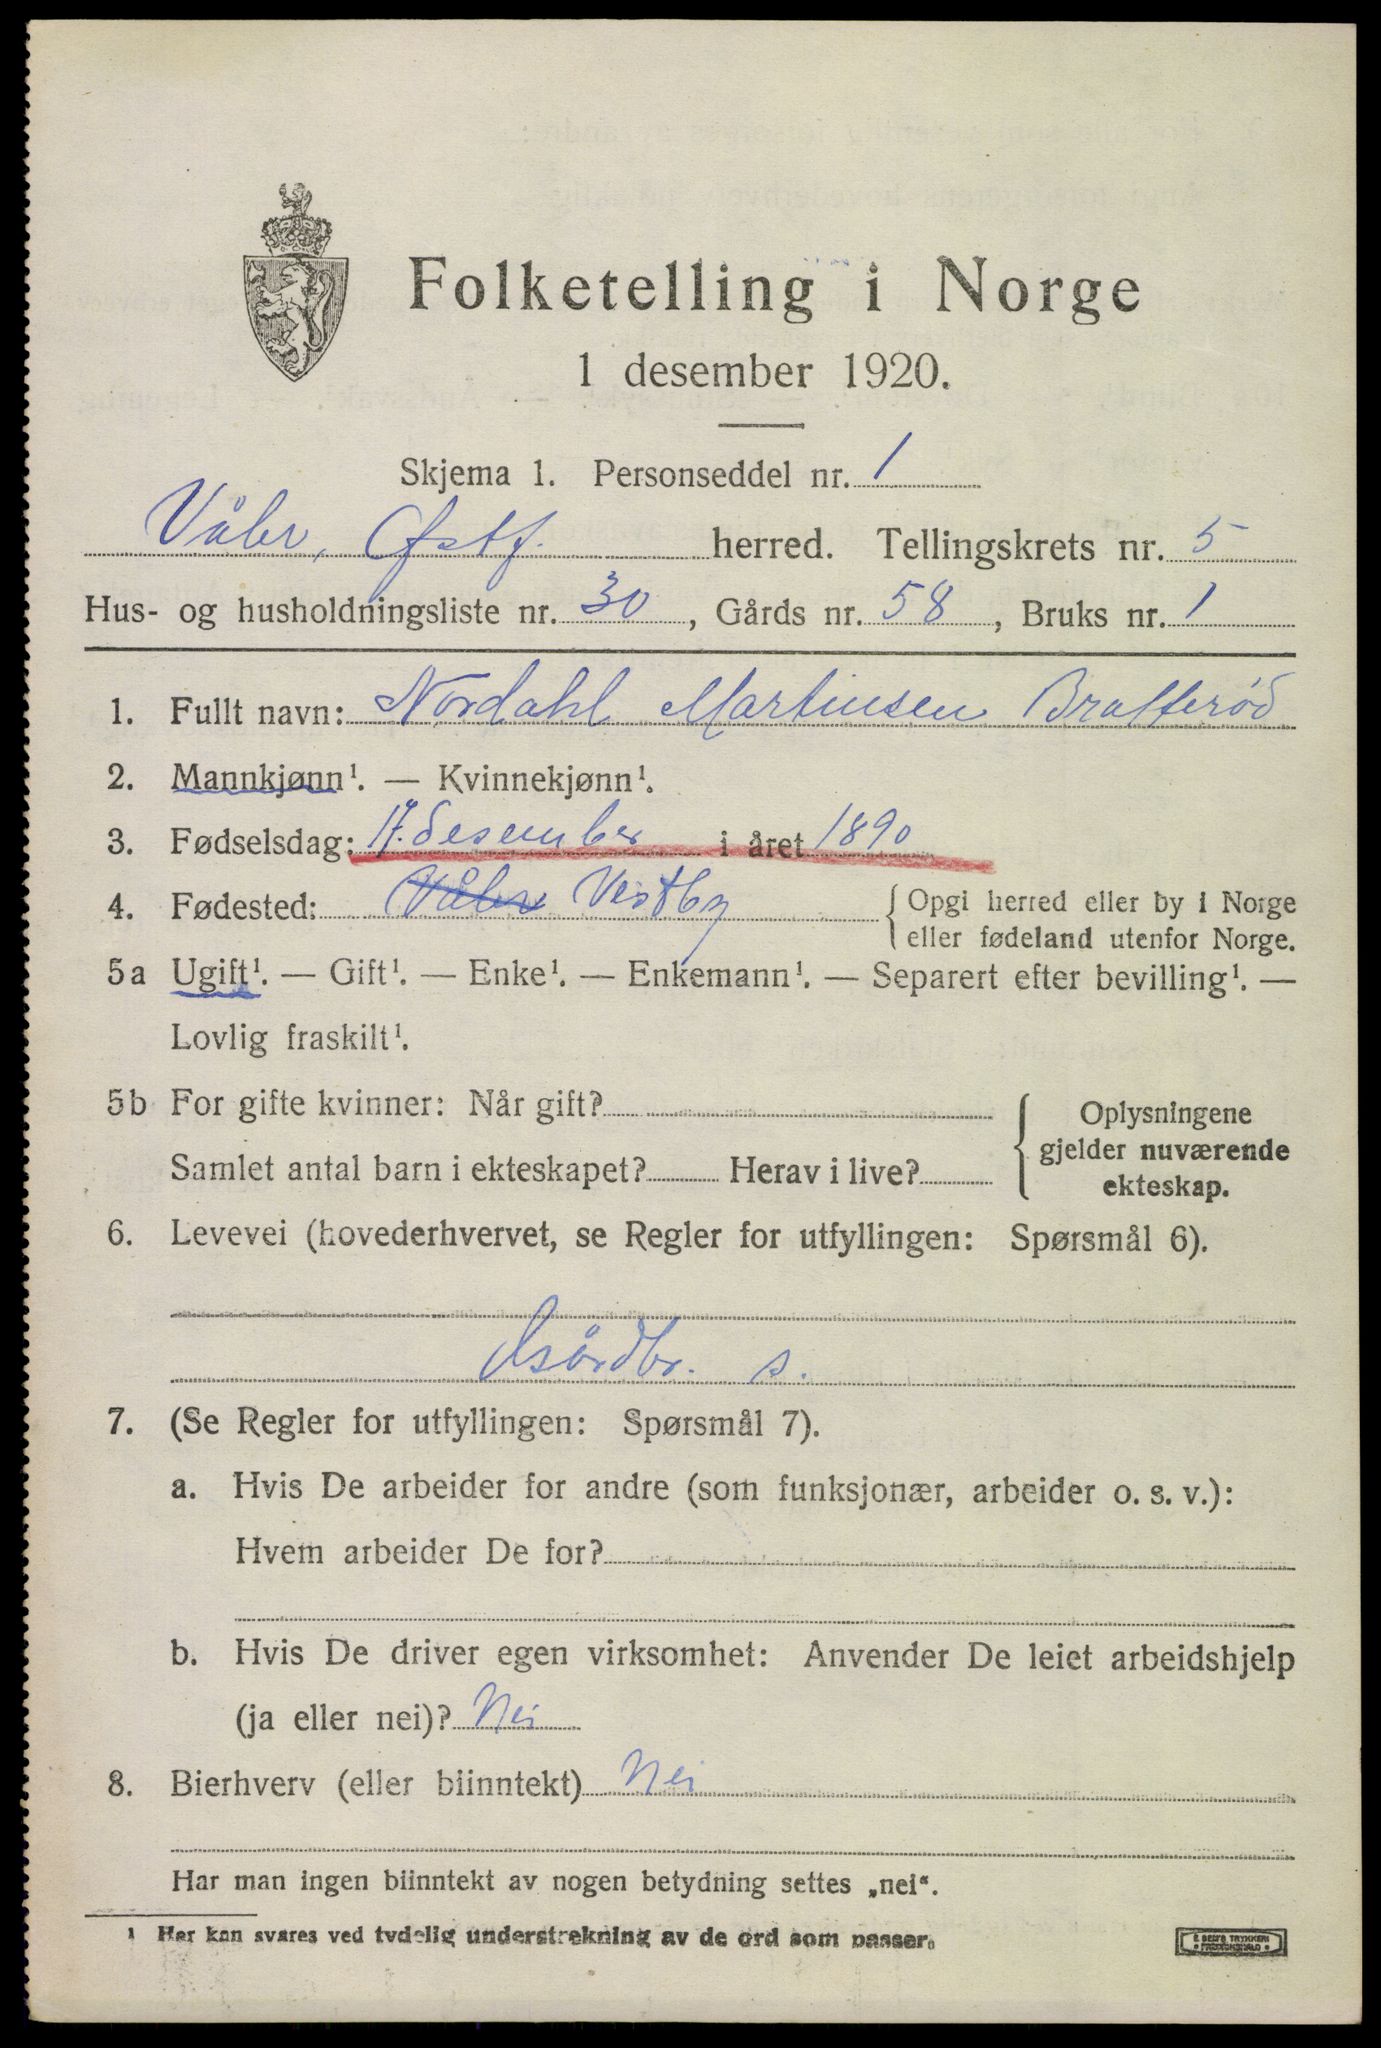 Folketelling i Norge
1 desember 1920.
Skjema 1. Personseddel nr. 1
Våler, Østf. herred. Tellingskrets nr. 5
Hus- og husholdningsliste nr. 30, Gårds nr. 58, Bruks nr. 1
1. Fullt navn: Nordahl Martinsen Bratterød
2. Mannkjønn¹. — Kvinnekjønn¹.
3. Fødselsdag: 17. desember i året 1890
4. Fødested: Våler Vestby { Opgi herred eller by i Norge
eller fødeland utenfor Norge.
5a Ugift¹. — Gift¹. — Enke¹. — Enkemann¹. — Separert efter bevilling¹. —
Lovlig fraskilt¹.
5b For gifte kvinner: Når gift?
Samlet antal barn i ekteskapet? Herav i live?
Oplysningene
gjelder nuværende
ekteskap.
6. Levevei (hovederhvervet, se Regler for utfyllingen: Spørsmål 6).
Gårdbr. s.
7. (Se Regler for utfyllingen: Spørsmål 7).
a. Hvis De arbeider for andre (som funksjonær, arbeider o. s. v.):
Hvem arbeider De for?
b. Hvis De driver egen virksomhet: Anvender De leiet arbeidshjelp
(ja eller nei)? Nei
8. Bierhverv (eller biinntekt) Nei
Har man ingen biinntekt av nogen betydning settes „nei“.
¹ Her kan svares ved tydelig understrekning av de ord som passer.